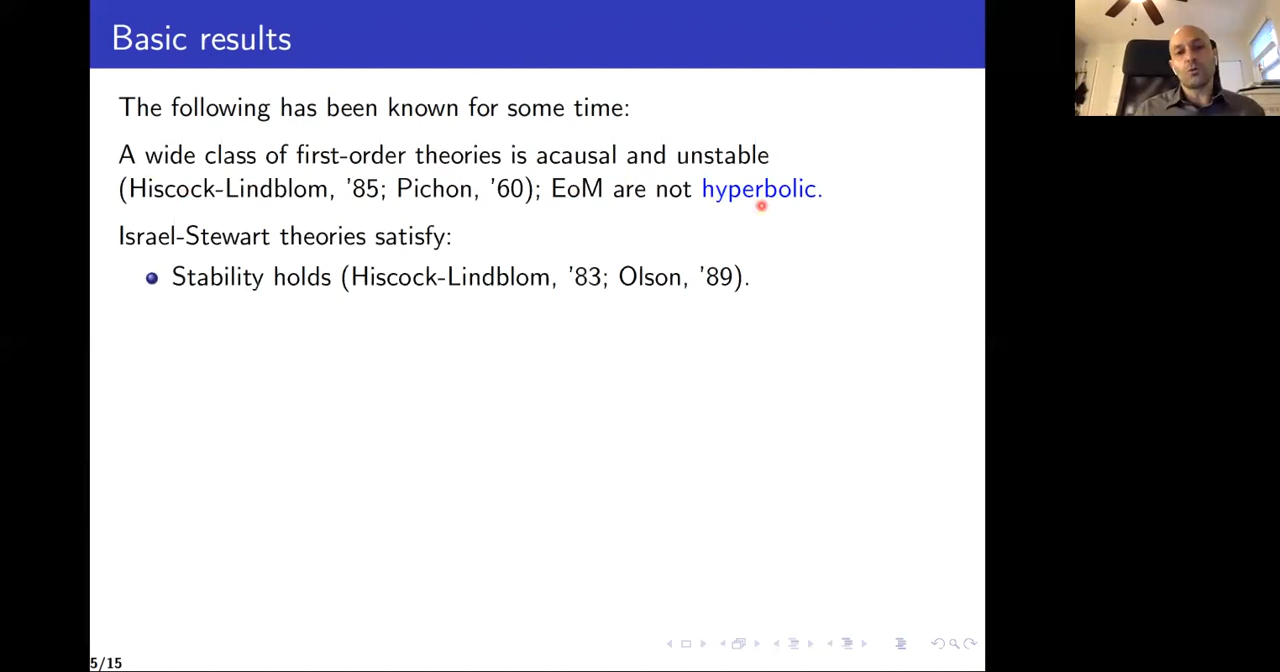 Basic results
The following has been known for some time:
A wide class of first-order theories is acausal and unstable
(Hiscock-Lindblom, '85; Pichon, '60); EoM are not hyperbolic.
Israel-Stewart theories satisfy:
Stability holds (Hiscock-Lindblom, '83; Olson, '89).
5/15